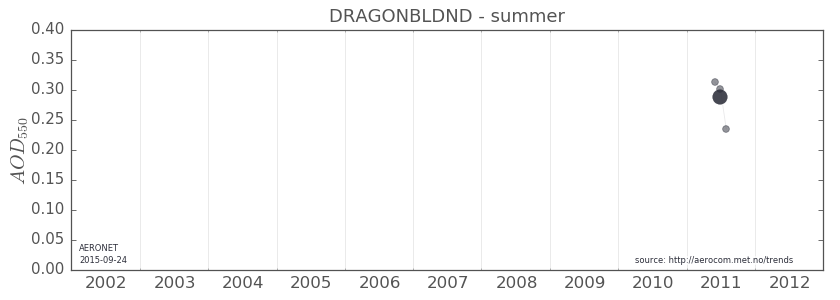 DRAGONBLDND - summer
0.40
0.35
0.30
0.25
0.20
0.15
0.10
0.05
0.00
AOD550
AERONET
2015-09-24
source: http://aerocom.met.no/trends
2002 2003 2004 2005 2006 2007 2008 2009 2010 2011 2012